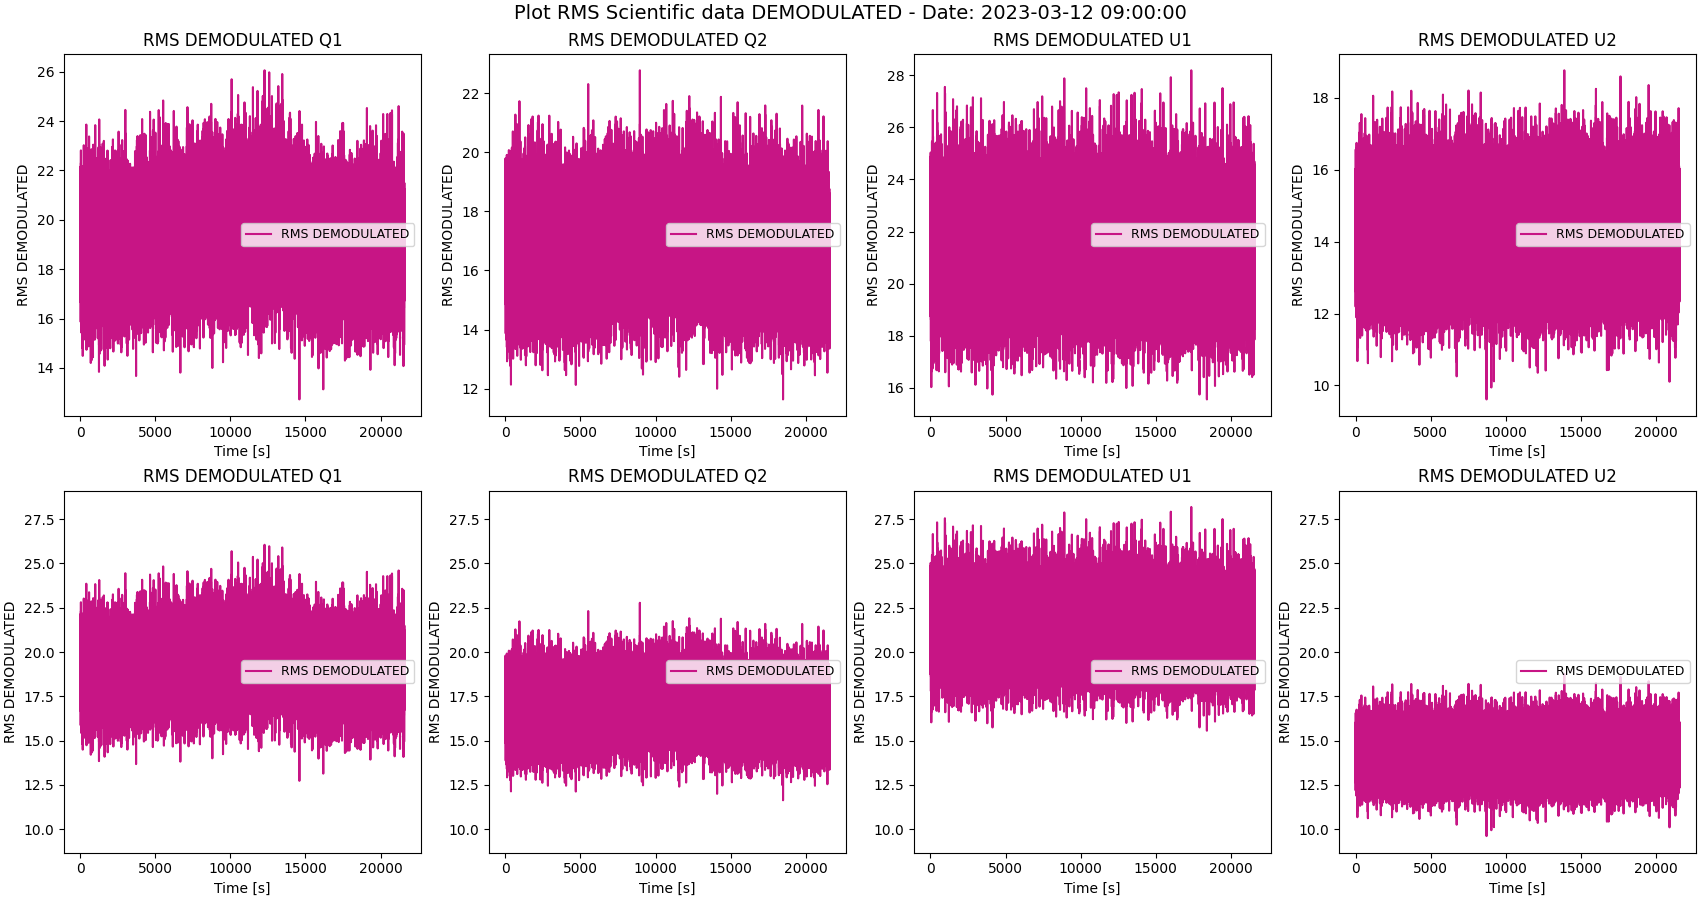 Plot RMS Scientific data DEMODULATED - Date: 2023-03-12 09:00:00
RMS DEMODULATED Q1
RMS DEMODULATED
26
24
22
20
18
16
14
RMS DEMODULATED
0 5000 10000 15000 20000
Time [s]
RMS DEMODULATED Q2
RMS DEMODULATED
22
20
18
16
14
12
RMS DEMODULATED
0 5000 10000 15000 20000
Time [s]
RMS DEMODULATED U1
RMS DEMODULATED
28
26
24
22
20
18
16
RMS DEMODULATED
0 5000 10000 15000 20000
Time [s]
RMS DEMODULATED U2
RMS DEMODULATED
18
16
14
12
10
RMS DEMODULATED
0 5000 10000 15000 20000
Time [s]
RMS DEMODULATED Q1
RMS DEMODULATED
27.5
25.0
22.5
20.0
17.5
15.0
12.5
10.0
RMS DEMODULATED
0 5000 10000 15000 20000
Time [s]
RMS DEMODULATED Q2
RMS DEMODULATED
27.5
25.0
22.5
20.0
17.5
15.0
12.5
10.0
RMS DEMODULATED
0 5000 10000 15000 20000
Time [s]
RMS DEMODULATED U1
RMS DEMODULATED
27.5
25.0
22.5
20.0
17.5
15.0
12.5
10.0
RMS DEMODULATED
0 5000 10000 15000 20000
Time [s]
RMS DEMODULATED U2
RMS DEMODULATED
27.5
25.0
22.5
20.0
17.5
15.0
12.5
10.0
RMS DEMODULATED
0 5000 10000 15000 20000
Time [s]